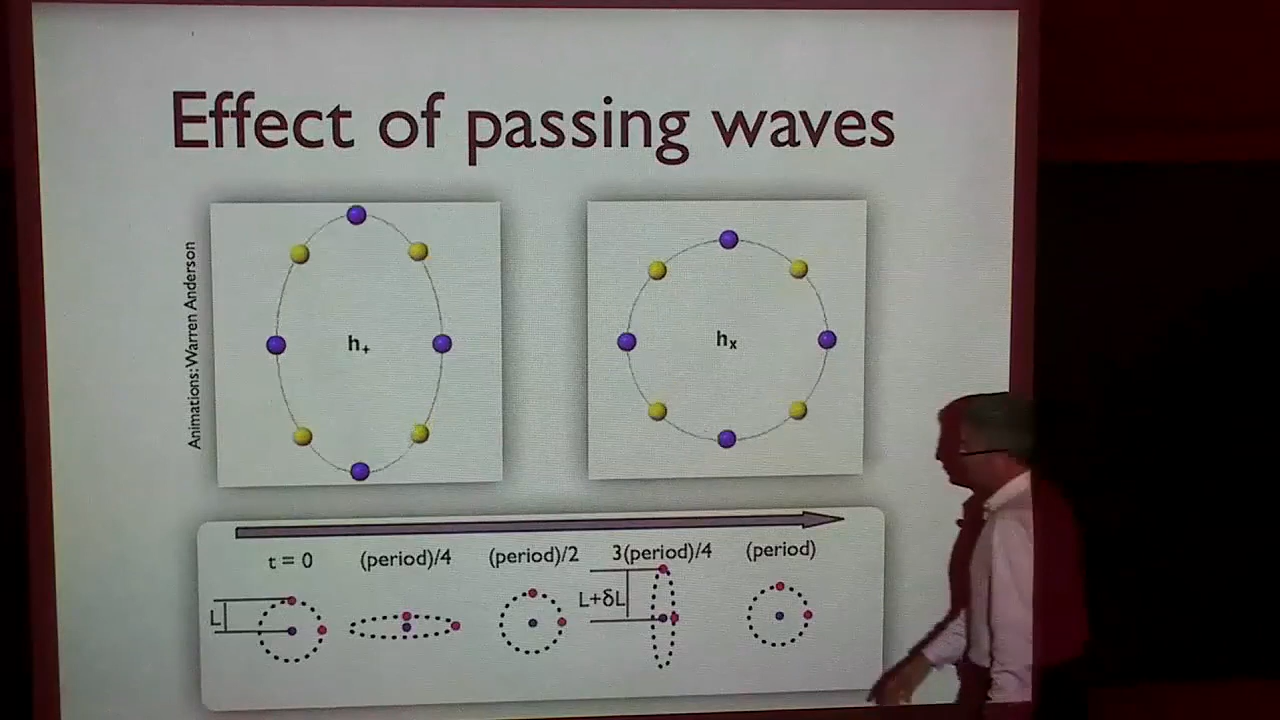 Effect of passing waves
Animations: Warren Anderson
h+
hx
t = 0 (period)/4 (period)/2 3(period)/4 (period)
L
L+δL